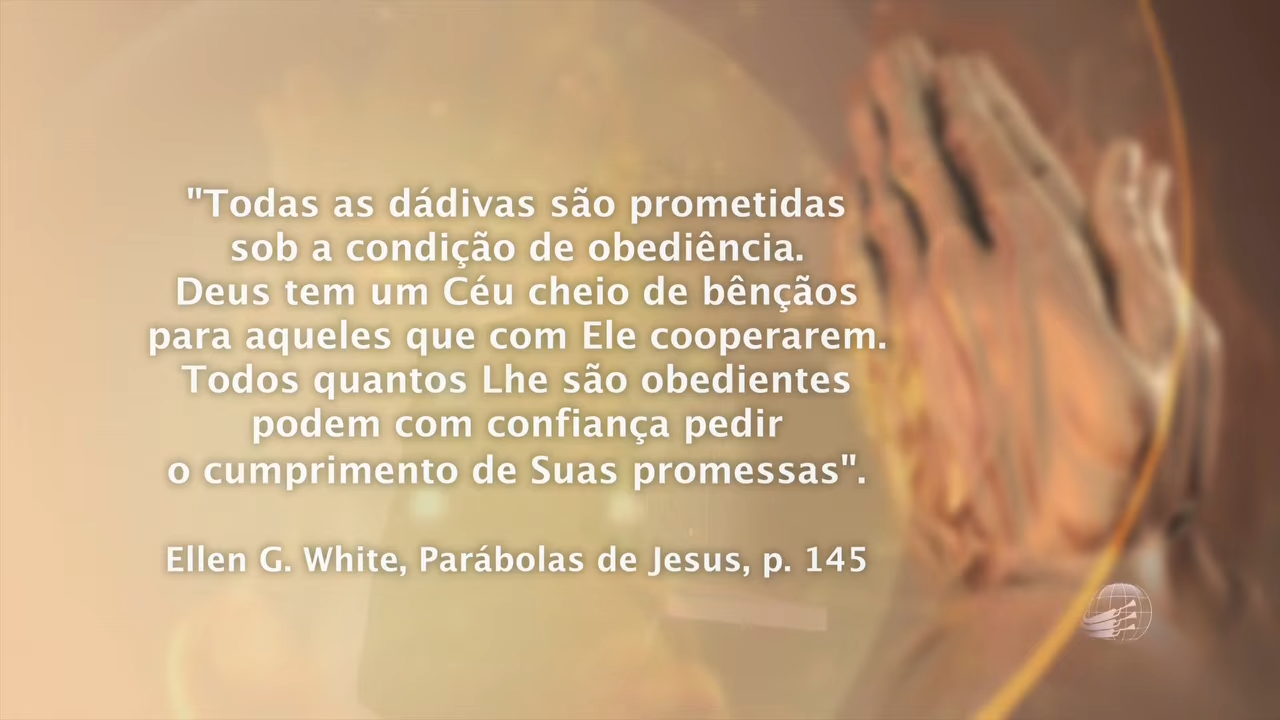 "Todas as dádivas são prometidas
sob a condição de obediência.
Deus tem um Céu cheio de bênçãos
para aqueles que com Ele cooperarem.
Todos quantos Lhe são obedientes
podem com confiança pedir
o cumprimento de Suas promessas".
Ellen G. White, Parábolas de Jesus, p. 145